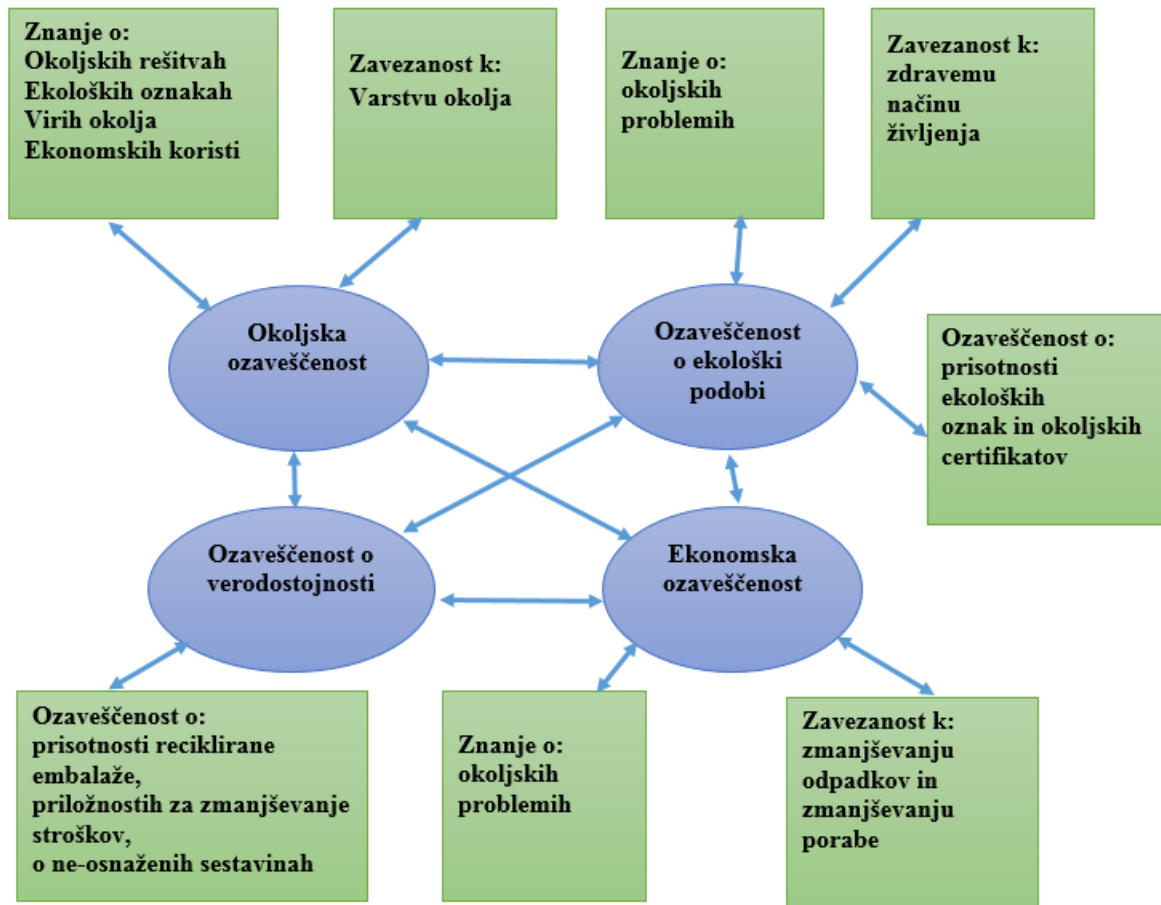 Znanje o:
Okoljskih rešitvah
Ekoloških oznakah
Virih okolja
Ekonomskih koristi
Zavezanost k:
Varstvu okolja
Znanje o:
okoljskih
problemih
Zavezanost k:
zdravemu
načinu
življenja
Okoljska
ozaveščenost
Ozaveščenost
o ekološki
podobi
Ozaveščenost o:
prisotnosti
ekoloških
oznak in okoljskih
certifikatov
Ozaveščenost o
verodostojnosti
Ekonomska
ozaveščenost
Ozaveščenost o:
prisotnosti reciklirane
embalaže,
priložnostih za zmanjševanje
stroškov,
o ne-osnaženih sestavinah
Znanje o:
okoljskih
problemih
Zavezanost k:
zmanjševanju
odpadkov in
zmanjševanju
porabe